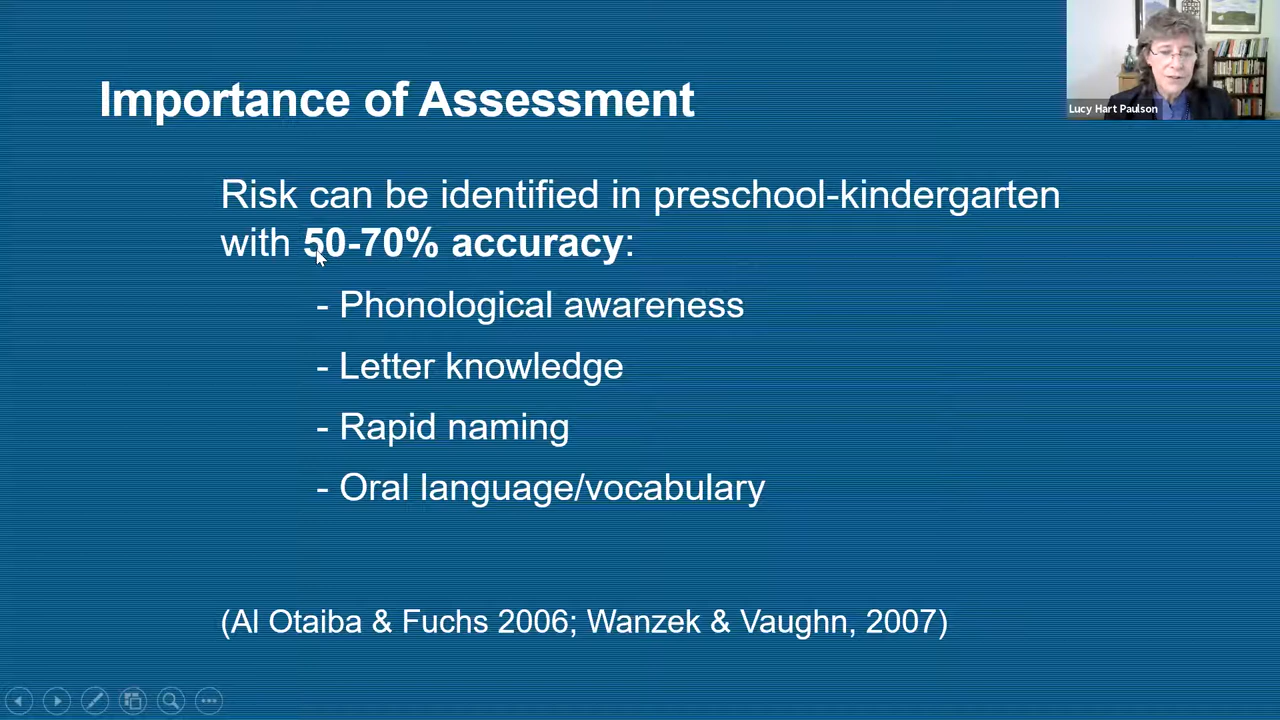 Importance of Assessment
Lucy Hart Paulson
Risk can be identified in preschool-kindergarten
with 50-70% accuracy:
- Phonological awareness
- Letter knowledge
- Rapid naming
- Oral language/vocabulary
(Al Otaiba & Fuchs 2006; Wanzek & Vaughn, 2007)